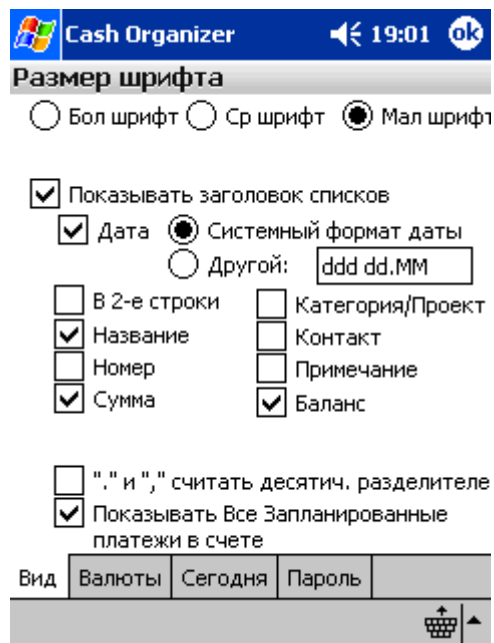 Cash Organizer 19:01 ok
Размер шрифта
Бол шрифт Ср шрифт Мал шрифт
Показывать заголовок списков
Дата Системный формат даты
Другой: ddd dd.MM
В 2-е строки Категория/Проект
Название Контакт
Номер Примечание
Сумма Баланс
"." и "," считать десятич. разделителе
Показывать Все Запланированные
платежи в счете
Вид Валюты Сегодня Пароль